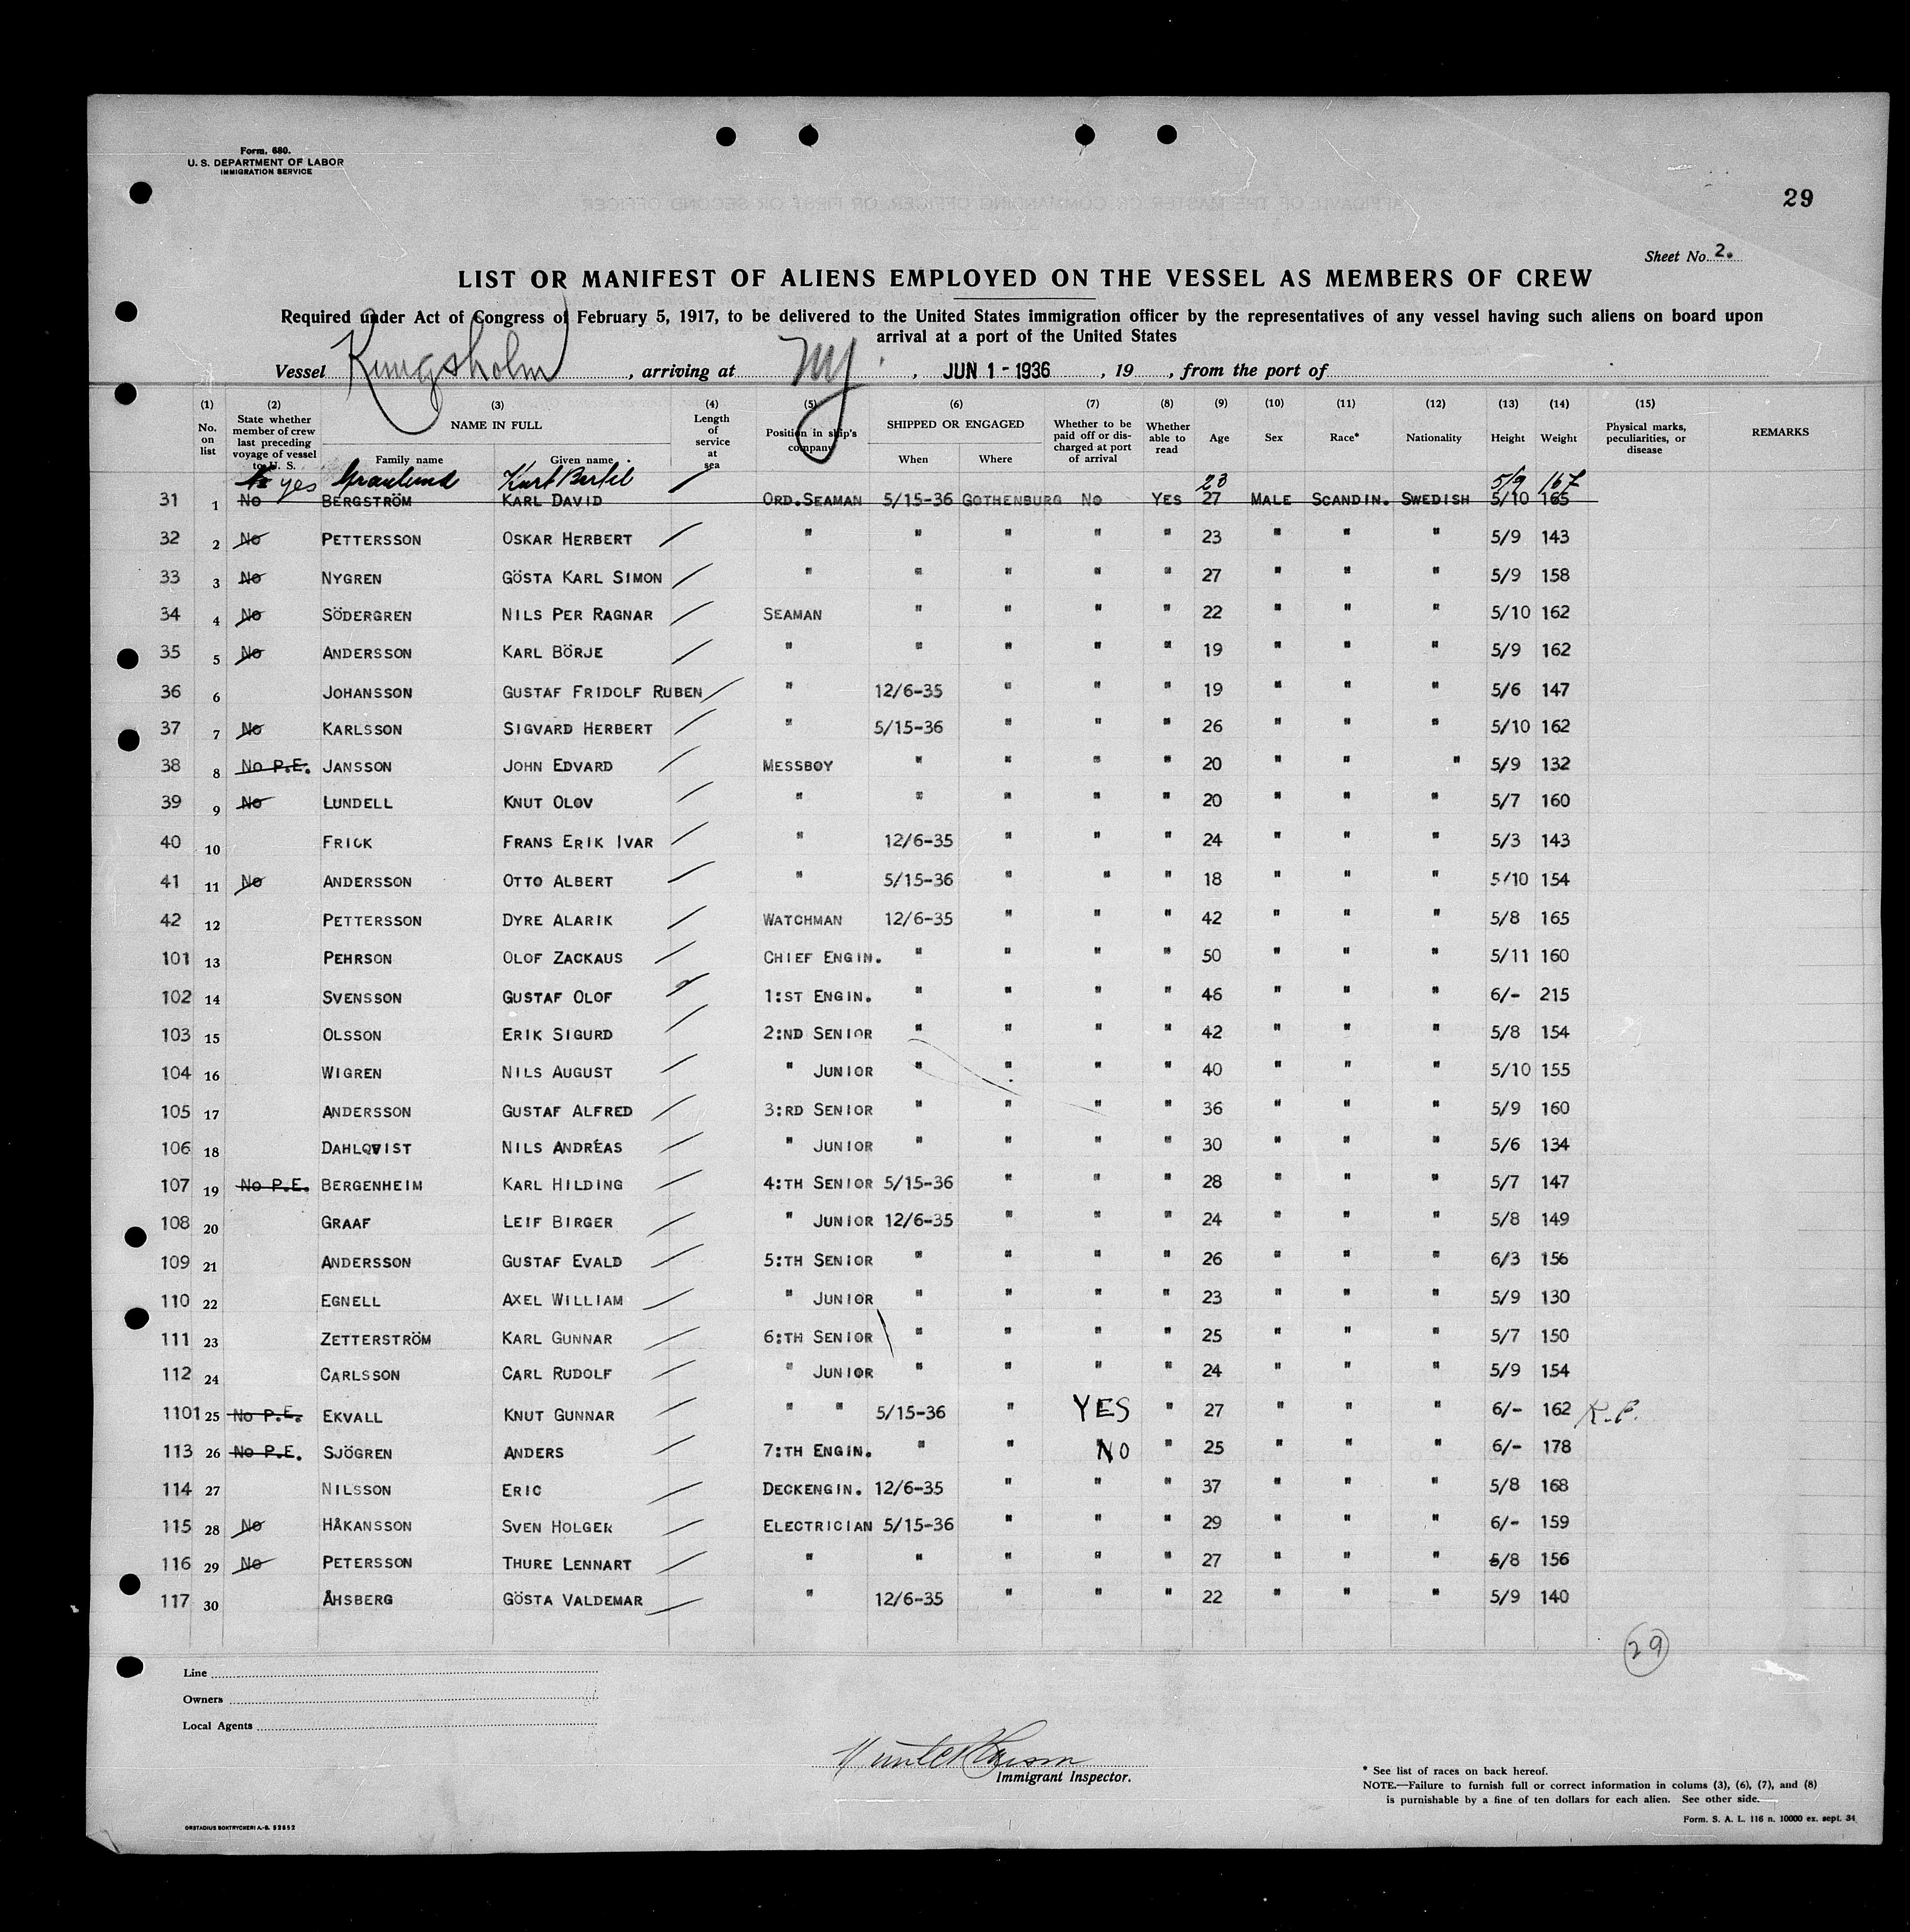 Form. 680.
U. S. DEPARTMENT OF LABOR
IMMIGRATION SERVICE
29
Sheet No. 2.
LIST OR MANIFEST OF ALIENS EMPLOYED ON THE VESSEL AS MEMBERS OF CREW
Required under Act of Congress of February 5, 1917, to be delivered to the United States immigration officer by the representatives of any vessel having such aliens on board upon
arrival at a port of the United States
Vessel Kungsholm, arriving at NY, JUN 1 - 1936, 19 , from the port of
(1) (2) (3) (4) (5) (6) (7) (8) (9) (10) (11) (12) (13) (14) (15)
No. on list State whether member of crew last preceding voyage of vessel to U. S. NAME IN FULL Family name Given name Length of service at sea Position in ship's company SHIPPED OR ENGAGED When Where Whether to be paid off or discharged at port of arrival Whether able to read Age Sex Race* Nationality Height Weight Physical marks, peculiarities, or disease REMARKS
No yes Kurt Bertil 23 5/9 167
31 1 No BERGSTRÖM KARL DAVID ORD.SEAMAN 5/15-36 GOTHENBURG NO YES 27 MALE SCANDIN. SWEDISH 5/10 165
32 2 No PETTERSSON OSKAR HERBERT " " " " " 23 " " " 5/9 143
33 3 No NYGREN GÖSTA KARL SIMON " " " " " 27 " " " 5/9 158
34 4 No SÖDERGREN NILS PER RAGNAR SEAMAN " " " " 22 " " " 5/10 162
35 5 No ANDERSSON KARL BÖRJE " " " " " 19 " " " 5/9 162
36 6 JOHANSSON GUSTAF FRIDOLF RUBEN " 12/6-35 " " " 19 " " " 5/6 147
37 7 No KARLSSON SIGVARD HERBERT " 5/15-36 " " " 26 " " " 5/10 162
38 8 No P.E. JANSSON JOHN EDVARD MESSBOY " " " " 20 " " " 5/9 132
39 9 No LUNDELL KNUT OLOV " " " " " 20 " " " 5/7 160
40 10 FRICK FRANS ERIK IVAR " 12/6-35 " " " 24 " " " 5/3 143
41 11 No ANDERSSON OTTO ALBERT " 5/15-36 " " " 18 " " " 5/10 154
42 12 PETTERSSON DYRE ALARIK WATCHMAN 12/6-35 " " " 42 " " " 5/8 165
101 13 PEHRSON OLOF ZACKAUS CHIEF ENGIN. " " " " 50 " " " 5/11 160
102 14 SVENSSON GUSTAF OLOF 1:ST ENGIN. " " " " 46 " " " 6/- 215
103 15 OLSSON ERIK SIGURD 2:ND SENIOR " " " " 42 " " " 5/8 154
104 16 WIGREN NILS AUGUST " JUNIOR " " " " 40 " " " 5/10 155
105 17 ANDERSSON GUSTAF ALFRED 3:RD SENIOR " " " " 36 " " " 5/9 160
106 18 DAHLQVIST NILS ANDRÉAS " JUNIOR " " " " 30 " " " 5/6 134
107 19 No P.E. BERGENHEIM KARL HILDING 4:TH SENIOR 5/15-36 " " " 28 " " " 5/7 147
108 20 GRAAF LEIF BIRGER " JUNIOR 12/6-35 " " " 24 " " " 5/8 149
109 21 ANDERSSON GUSTAF EVALD 5:TH SENIOR " " " " 26 " " " 6/3 156
110 22 EGNELL AXEL WILLIAM " JUNIOR " " " " 23 " " " 5/9 130
111 23 ZETTERSTRÖM KARL GUNNAR 6:TH SENIOR " " " " 25 " " " 5/7 150
112 24 CARLSSON CARL RUDOLF " JUNIOR " " " " 24 " " " 5/9 154
1101 25 No P.E. EKVALL KNUT GUNNAR " " 5/15-36 " YES " 27 " " " 6/- 162
113 26 No P.E. SJÖGREN ANDERS 7:TH ENGIN. " " NO " 25 " " " 6/- 178
114 27 NILSSON ERIC DECKENGIN. 12/6-35 " " " 37 " " " 5/8 168
115 28 No HÅKANSSON SVEN HOLGER ELECTRICIAN 5/15-36 " " " 29 " " " 6/- 159
116 29 No PETERSSON THURE LENNART " " " " " 27 " " " 5/8 156
117 30 ÅHSBERG GÖSTA VALDEMAR " 12/6-35 " " " 22 " " " 5/9 140
29
Line
Owners
Local Agents
Immigrant Inspector.
* See list of races on back hereof.
NOTE.—Failure to furnish full or correct information in colums (3), (6), (7), and (8)
is punishable by a fine of ten dollars for each alien. See other side.
ORSTADIUS BOKTRYCKERI A.-B. 52652
Form. S. A. L. 116 n. 10000 ex. sept. 34